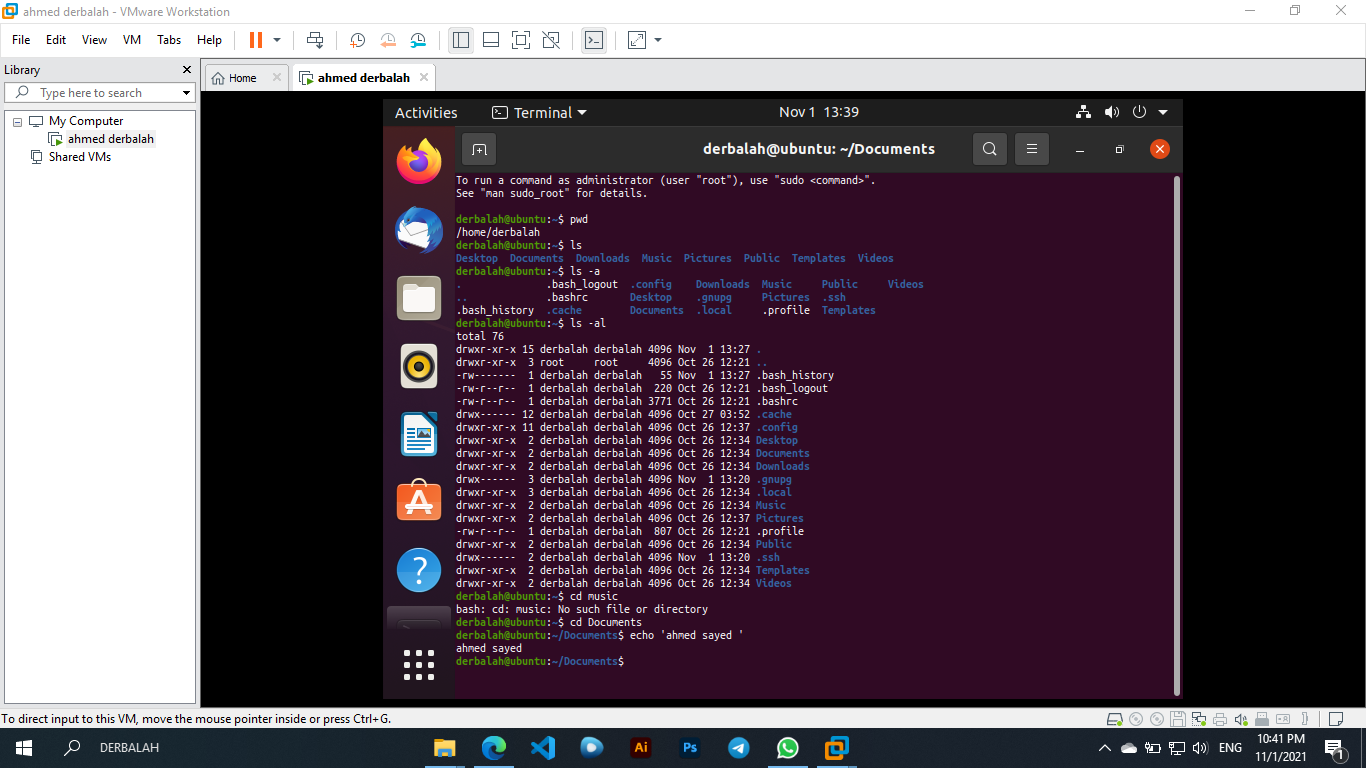 ahmed derbalah - VMware Workstation
File Edit View VM Tabs Help
Library
Type here to search
My Computer
ahmed derbalah
Shared VMs
Home
ahmed derbalah
Activities Terminal Nov 1 13:39
derbalah@ubuntu: ~/Documents
To run a command as administrator (user "root"), use "sudo <command>".
See "man sudo_root" for details.
derbalah@ubuntu:~$ pwd
/home/derbalah
derbalah@ubuntu:~$ ls
Desktop Documents Downloads Music Pictures Public Templates Videos
derbalah@ubuntu:~$ ls -a
. .bash_logout .config Downloads Music Public Videos
.. .bashrc Desktop .gnupg Pictures .ssh
.bash_history .cache Documents .local .profile Templates
derbalah@ubuntu:~$ ls -al
total 76
drwxr-xr-x 15 derbalah derbalah 4096 Nov 1 13:27 .
drwxr-xr-x 3 root root 4096 Oct 26 12:21 ..
-rw------- 1 derbalah derbalah 55 Nov 1 13:27 .bash_history
-rw-r--r-- 1 derbalah derbalah 220 Oct 26 12:21 .bash_logout
-rw-r--r-- 1 derbalah derbalah 3771 Oct 26 12:21 .bashrc
drwx------ 12 derbalah derbalah 4096 Oct 27 03:52 .cache
drwxr-xr-x 11 derbalah derbalah 4096 Oct 26 12:37 .config
drwxr-xr-x 2 derbalah derbalah 4096 Oct 26 12:34 Desktop
drwxr-xr-x 2 derbalah derbalah 4096 Oct 26 12:34 Documents
drwxr-xr-x 2 derbalah derbalah 4096 Oct 26 12:34 Downloads
drwx------ 3 derbalah derbalah 4096 Nov 1 13:20 .gnupg
drwxr-xr-x 3 derbalah derbalah 4096 Oct 26 12:34 .local
drwxr-xr-x 2 derbalah derbalah 4096 Oct 26 12:34 Music
drwxr-xr-x 2 derbalah derbalah 4096 Oct 26 12:37 Pictures
-rw-r--r-- 1 derbalah derbalah 807 Oct 26 12:21 .profile
drwxr-xr-x 2 derbalah derbalah 4096 Oct 26 12:34 Public
drwx------ 2 derbalah derbalah 4096 Nov 1 13:20 .ssh
drwxr-xr-x 2 derbalah derbalah 4096 Oct 26 12:34 Templates
drwxr-xr-x 2 derbalah derbalah 4096 Oct 26 12:34 Videos
derbalah@ubuntu:~$ cd music
bash: cd: music: No such file or directory
derbalah@ubuntu:~$ cd Documents
derbalah@ubuntu:~/Documents$ echo 'ahmed sayed '
ahmed sayed
derbalah@ubuntu:~/Documents$
To direct input to this VM, move the mouse pointer inside or press Ctrl+G.
DERBALAH
Ai
Ps
ENG
10:41 PM
11/1/2021
1